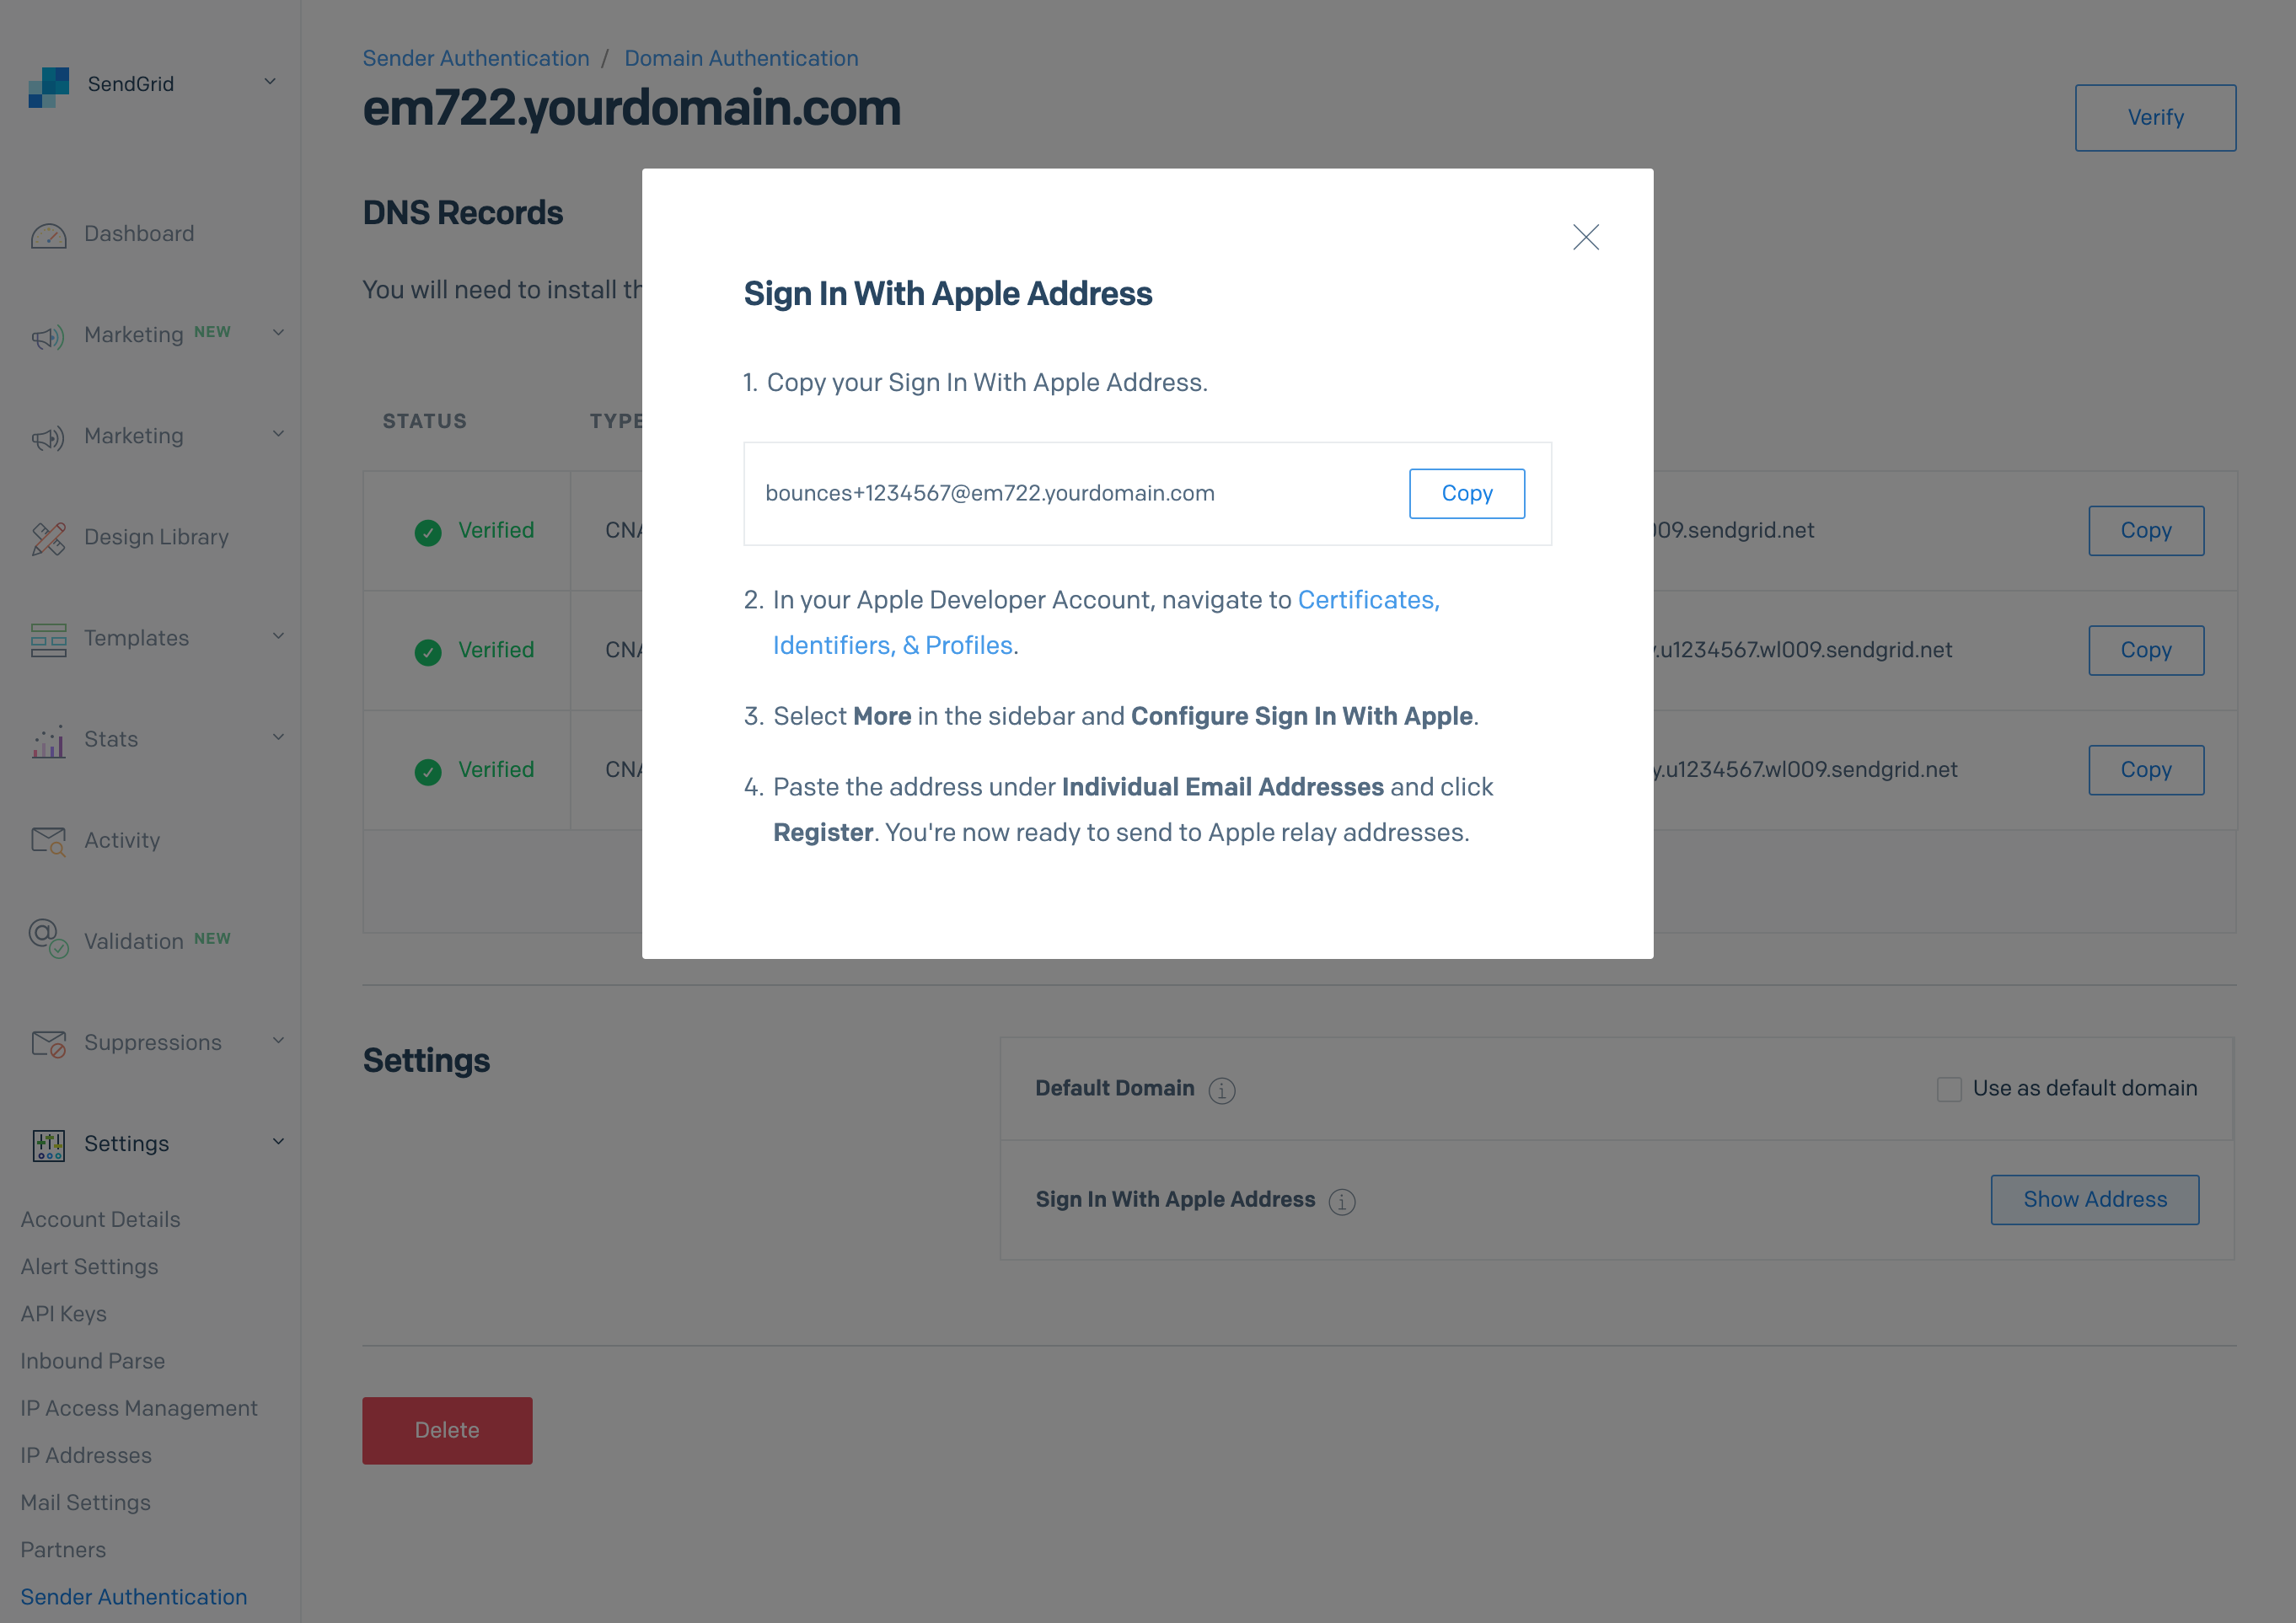 SendGrid
Dashboard
Marketing NEW
Marketing
Design Library
Templates
Stats
Activity
Validation NEW
Suppressions
Settings
Account Details
Alert Settings
API Keys
Inbound Parse
IP Access Management
IP Addresses
Mail Settings
Partners
Sender Authentication
Sender Authentication / Domain Authentication
em722.yourdomain.com
Verify
DNS Records
You will need to install
STATUS TYPE
Verified Copy
Verified .u1234567.wl009.sendgrid.net Copy
Verified .u1234567.wl009.sendgrid.net Copy
Sign In With Apple Address
1. Copy your Sign In With Apple Address.
bounces+1234567@em722.yourdomain.com Copy
2. In your Apple Developer Account, navigate to Certificates,
Identifiers, & Profiles.
3. Select More in the sidebar and Configure Sign In With Apple.
4. Paste the address under Individual Email Addresses and click
Register. You're now ready to send to Apple relay addresses.
Settings
Default Domain Use as default domain
Sign In With Apple Address Show Address
Delete